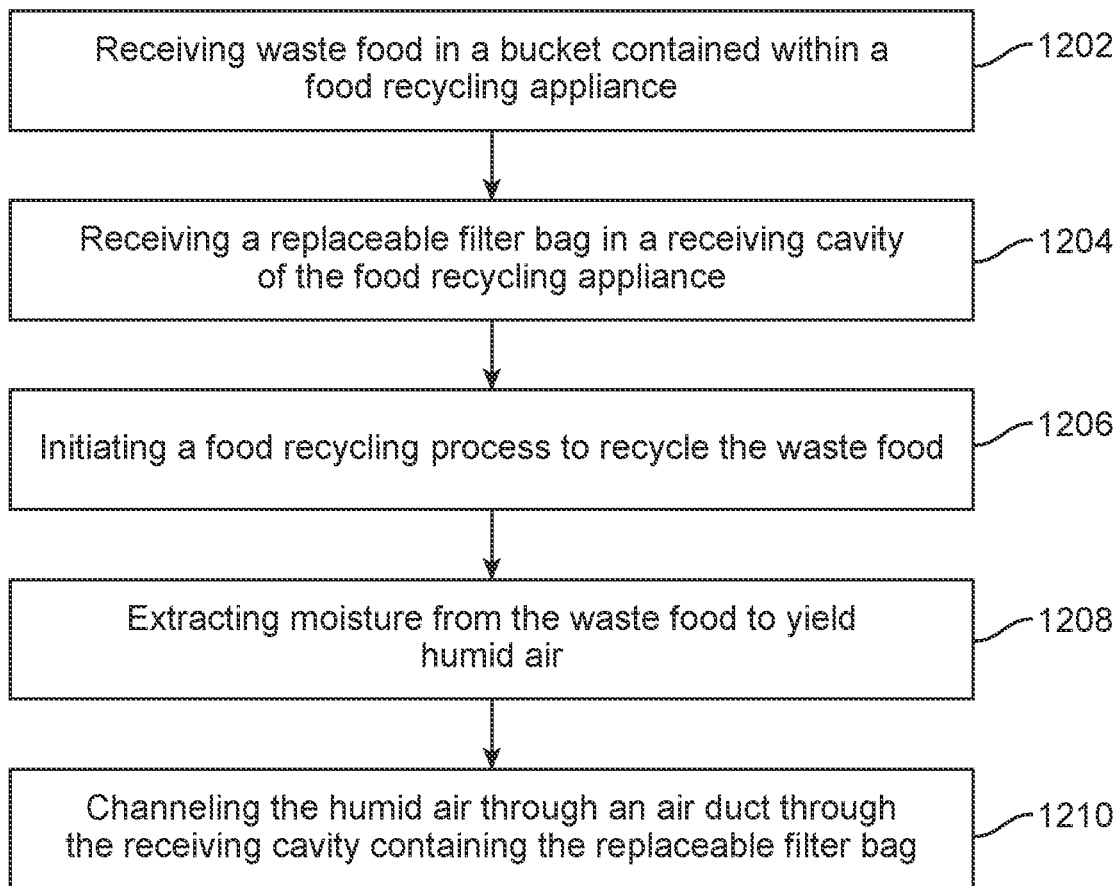 Receiving waste food in a bucket contained within a
food recycling appliance
1202
Receiving a replaceable filter bag in a receiving cavity
of the food recycling appliance
1204
Initiating a food recycling process to recycle the waste food
1206
Extracting moisture from the waste food to yield
humid air
1208
Channeling the humid air through an air duct through
the receiving cavity containing the replaceable filter bag
1210